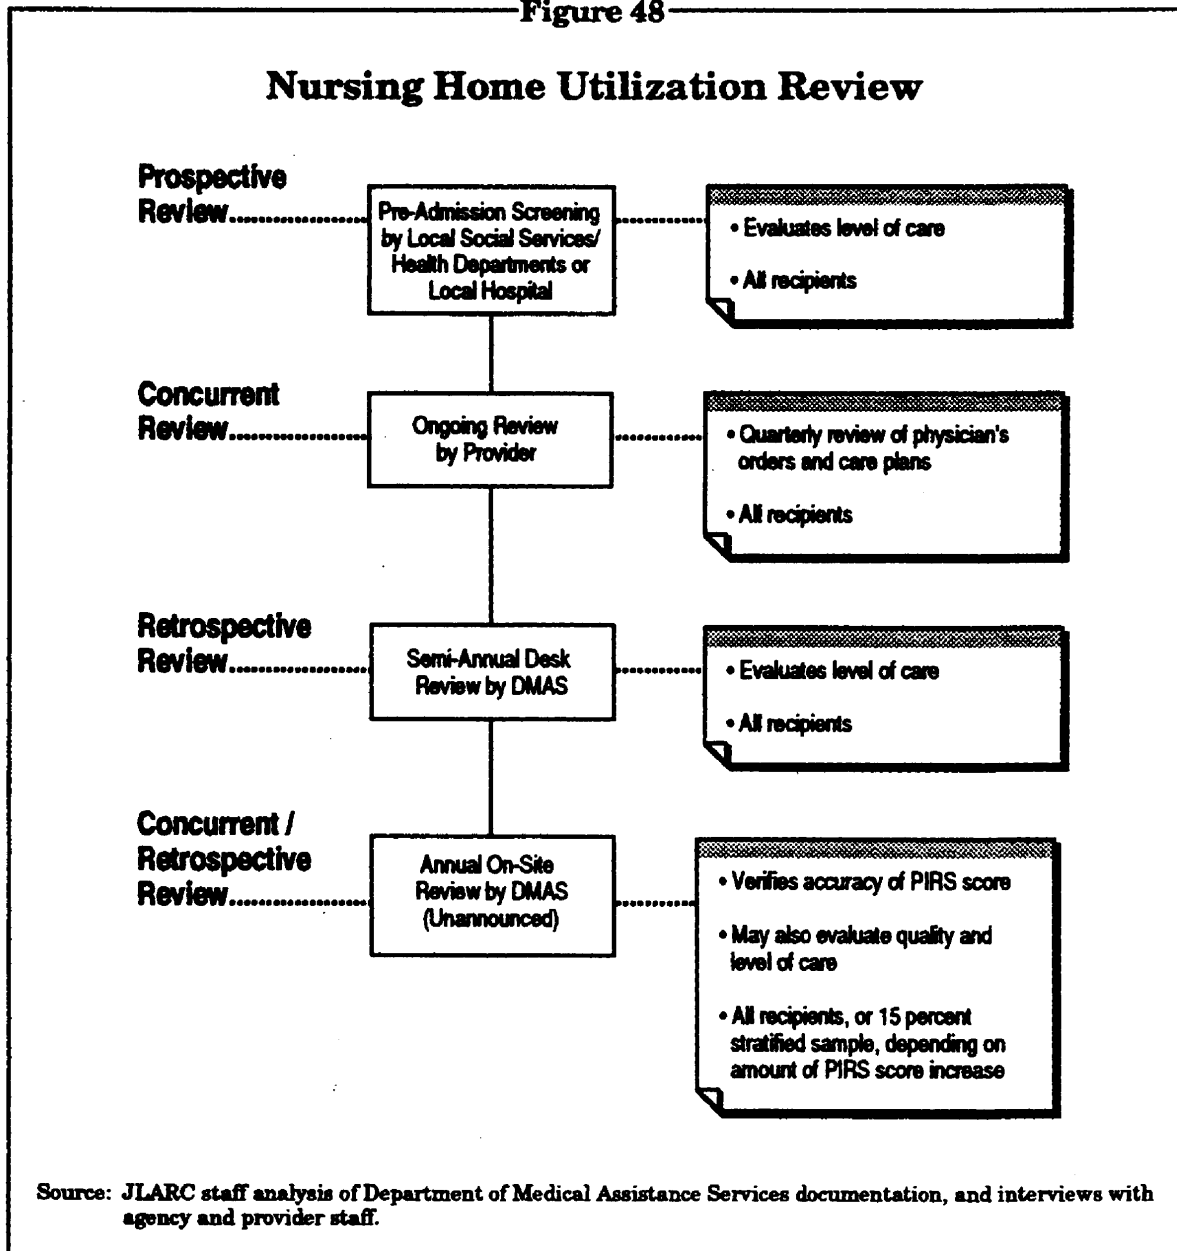 Figure 48
Nursing Home Utilization Review
Prospective
Review
Pre-Admission Screening
by Local Social Services/
Health Departments or
Local Hospital
• Evaluates level of care
• All recipients
Concurrent
Review
Ongoing Review
by Provider
• Quarterly review of physician's
orders and care plans
• All recipients
Retrospective
Review
Semi-Annual Desk
Review by DMAS
• Evaluates level of care
• All recipients
Concurrent /
Retrospective
Review
Annual On-Site
Review by DMAS
(Unannounced)
• Verifies accuracy of PIRS score
• May also evaluate quality and
level of care
• All recipients, or 15 percent
stratified sample, depending on
amount of PIRS score increase
Source: JLARC staff analysis of Department of Medical Assistance Services documentation, and interviews with
agency and provider staff.